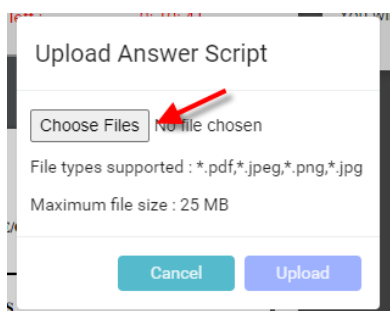 Upload Answer Script
Choose Files No file chosen
File types supported : *.pdf,*.jpeg,*.png,*.jpg
Maximum file size : 25 MB
Cancel Upload